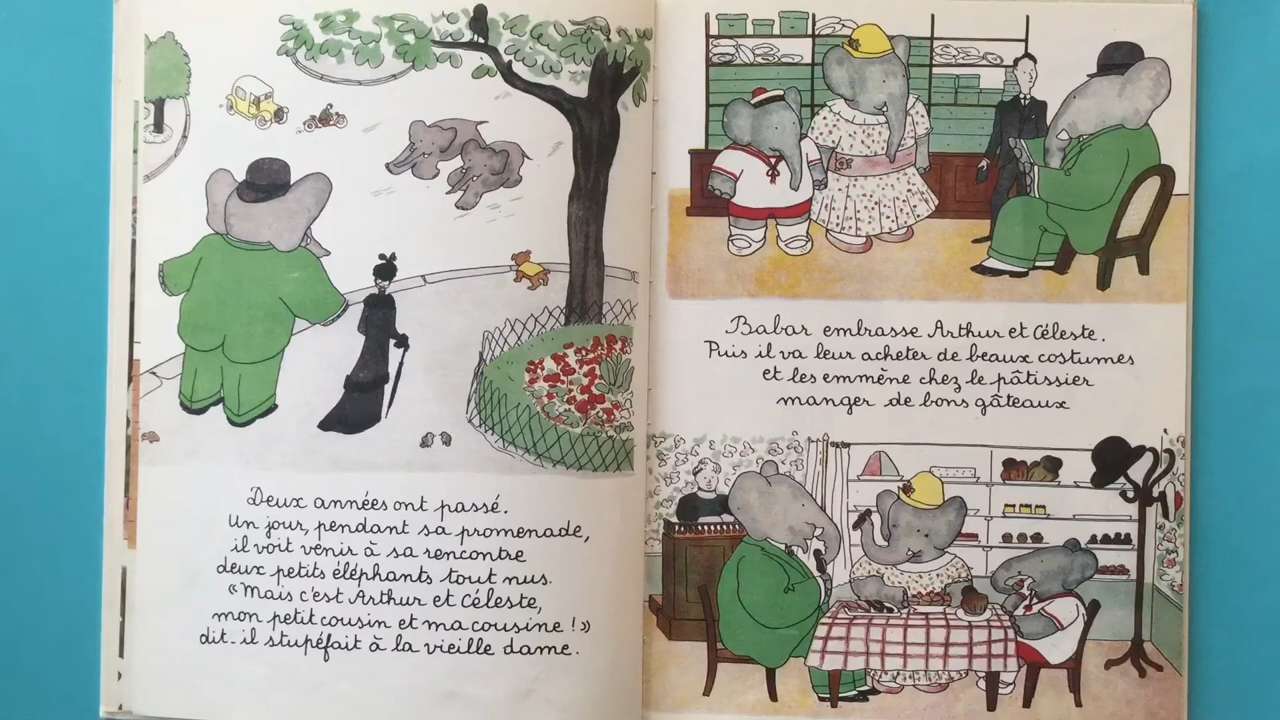 Deux années ont passé.
Un jour, pendant sa promenade,
il voit venir à sa rencontre
deux petits éléphants tout nus.
« Mais c'est Arthur et Céleste,
mon petit cousin et ma cousine ! »
dit-il stupéfait à la vieille dame.
Babar embrasse Arthur et Céleste.
Puis il va leur acheter de beaux costumes
et les emmène chez le pâtissier
manger de bons gâteaux